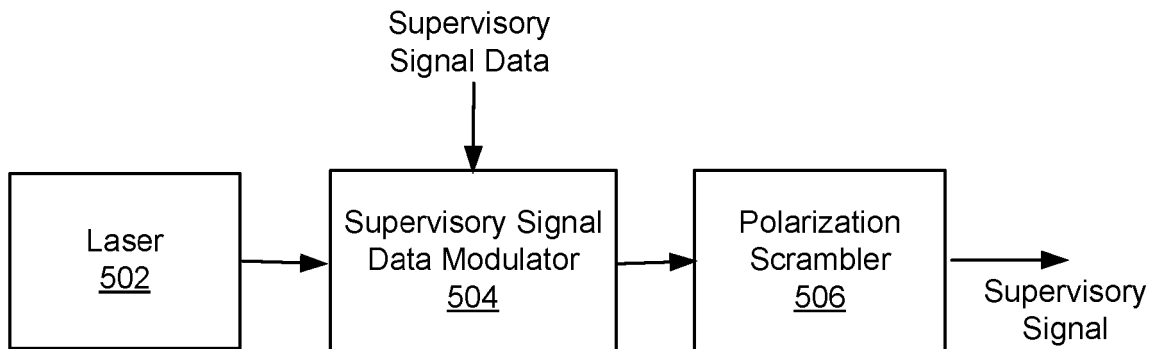 Supervisory
Signal Data
Laser
502
Supervisory Signal
Data Modulator
504
Polarization
Scrambler
506
Supervisory
Signal